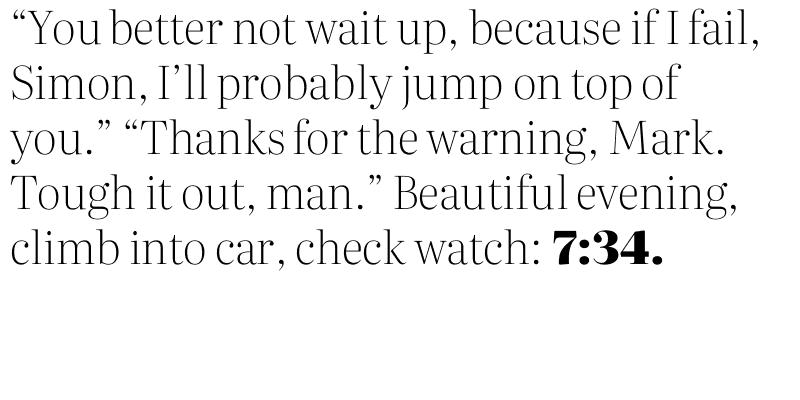 “You better not wait up, because if I fail,
Simon, I’ll probably jump on top of
you.” “Thanks for the warning, Mark.
Tough it out, man.” Beautiful evening,
climb into car, check watch: 7:34.